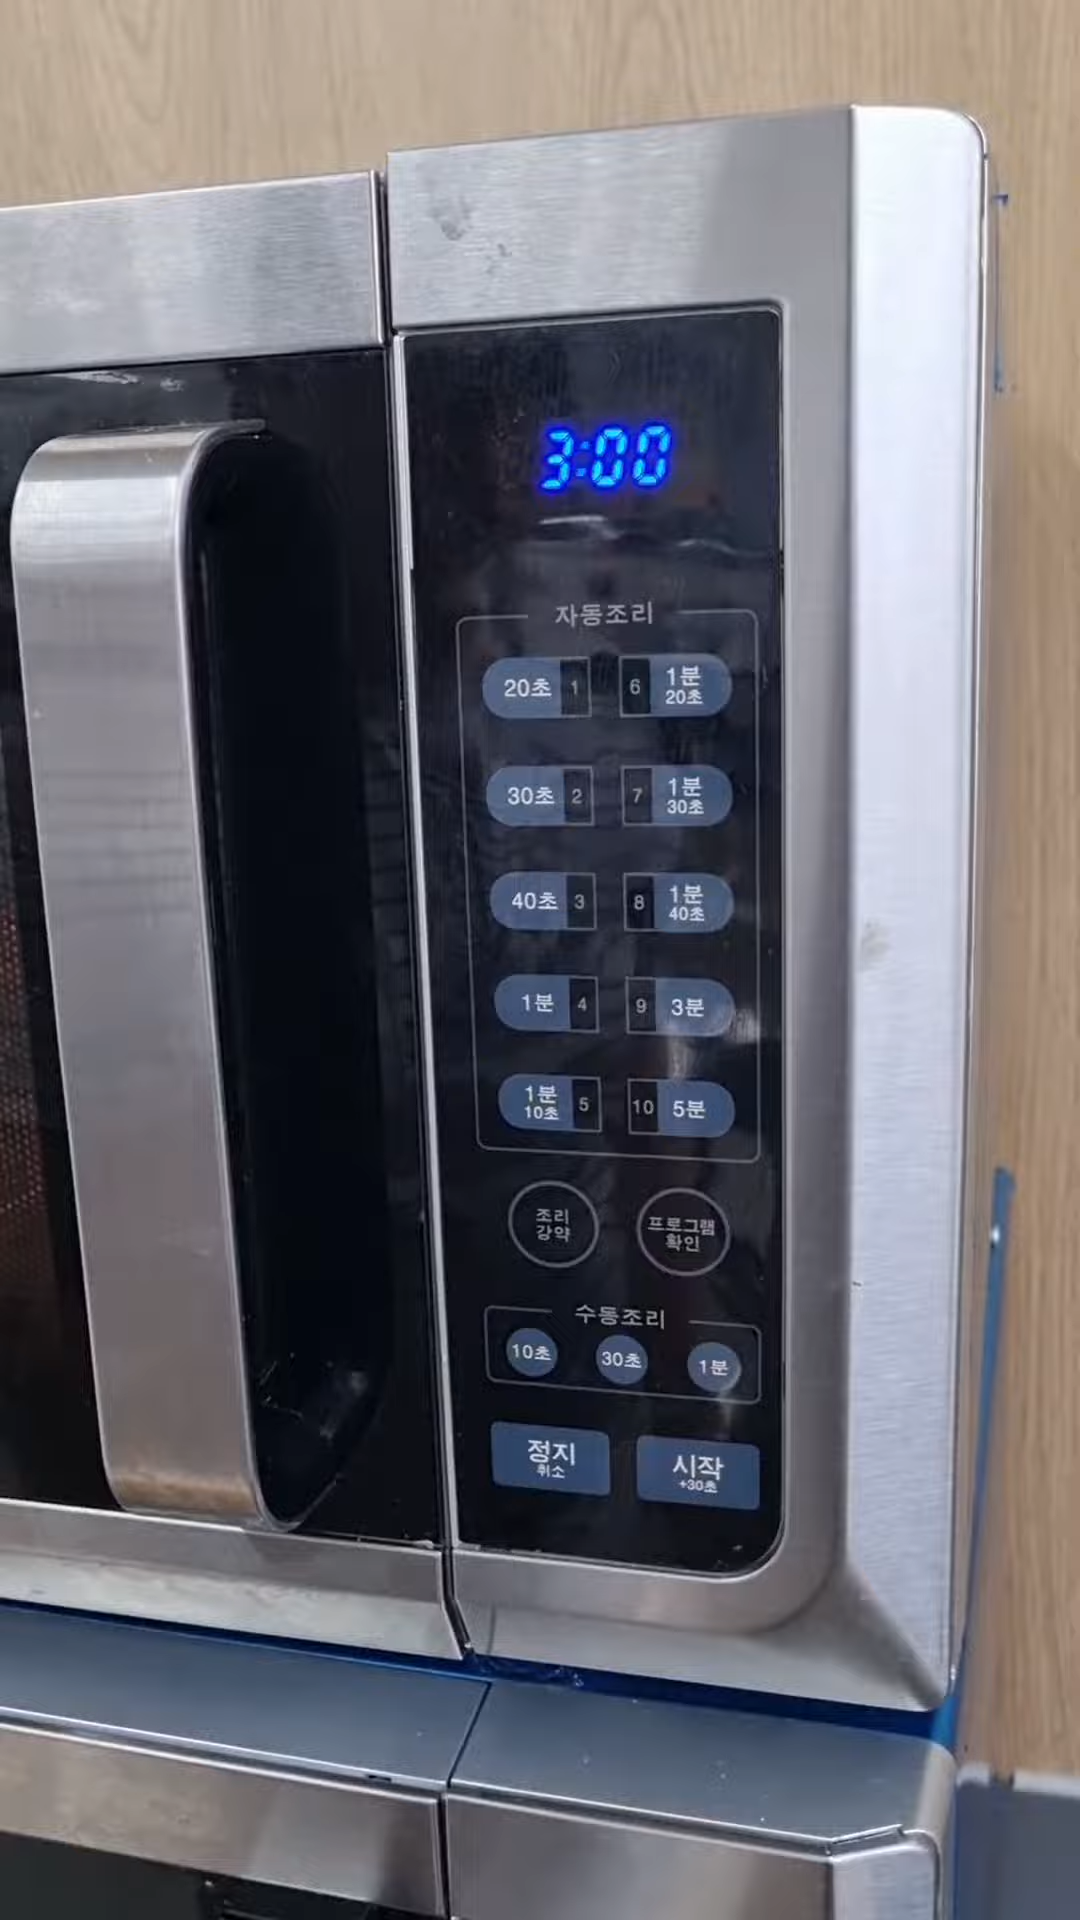 3:00
자동조리
20초 1
6 1분
20초
30초 2
7 1분
30초
40초 3
8 1분
40초
1분 4
9 3분
1분
10초 5
10 5분
조리
강약
프로그램
확인
수동조리
10초 30초 1분
정지
취소
시작
+30초